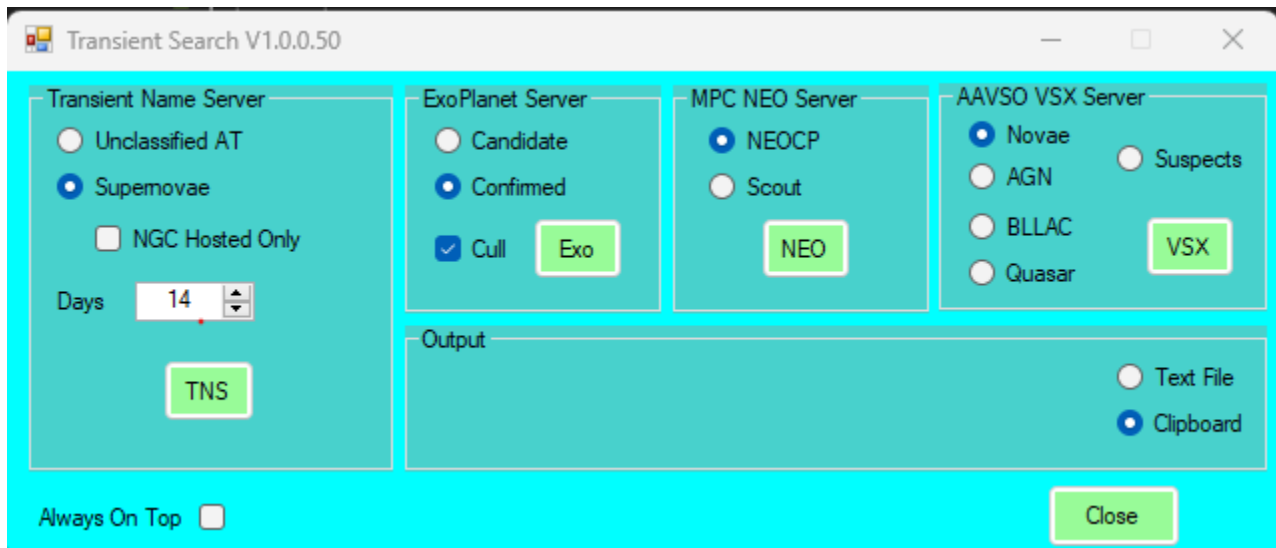 Transient Search V1.0.0.50
Transient Name Server
Unclassified AT
Supernovae
NGC Hosted Only
Days 14
TNS
ExoPlanet Server
Candidate
Confirmed
Cull Exo
MPC NEO Server
NEOCP
Scout
NEO
AAVSO VSX Server
Novae
Suspects
AGN
BLLAC
VSX
Quasar
Output
Text File
Clipboard
Always On Top
Close